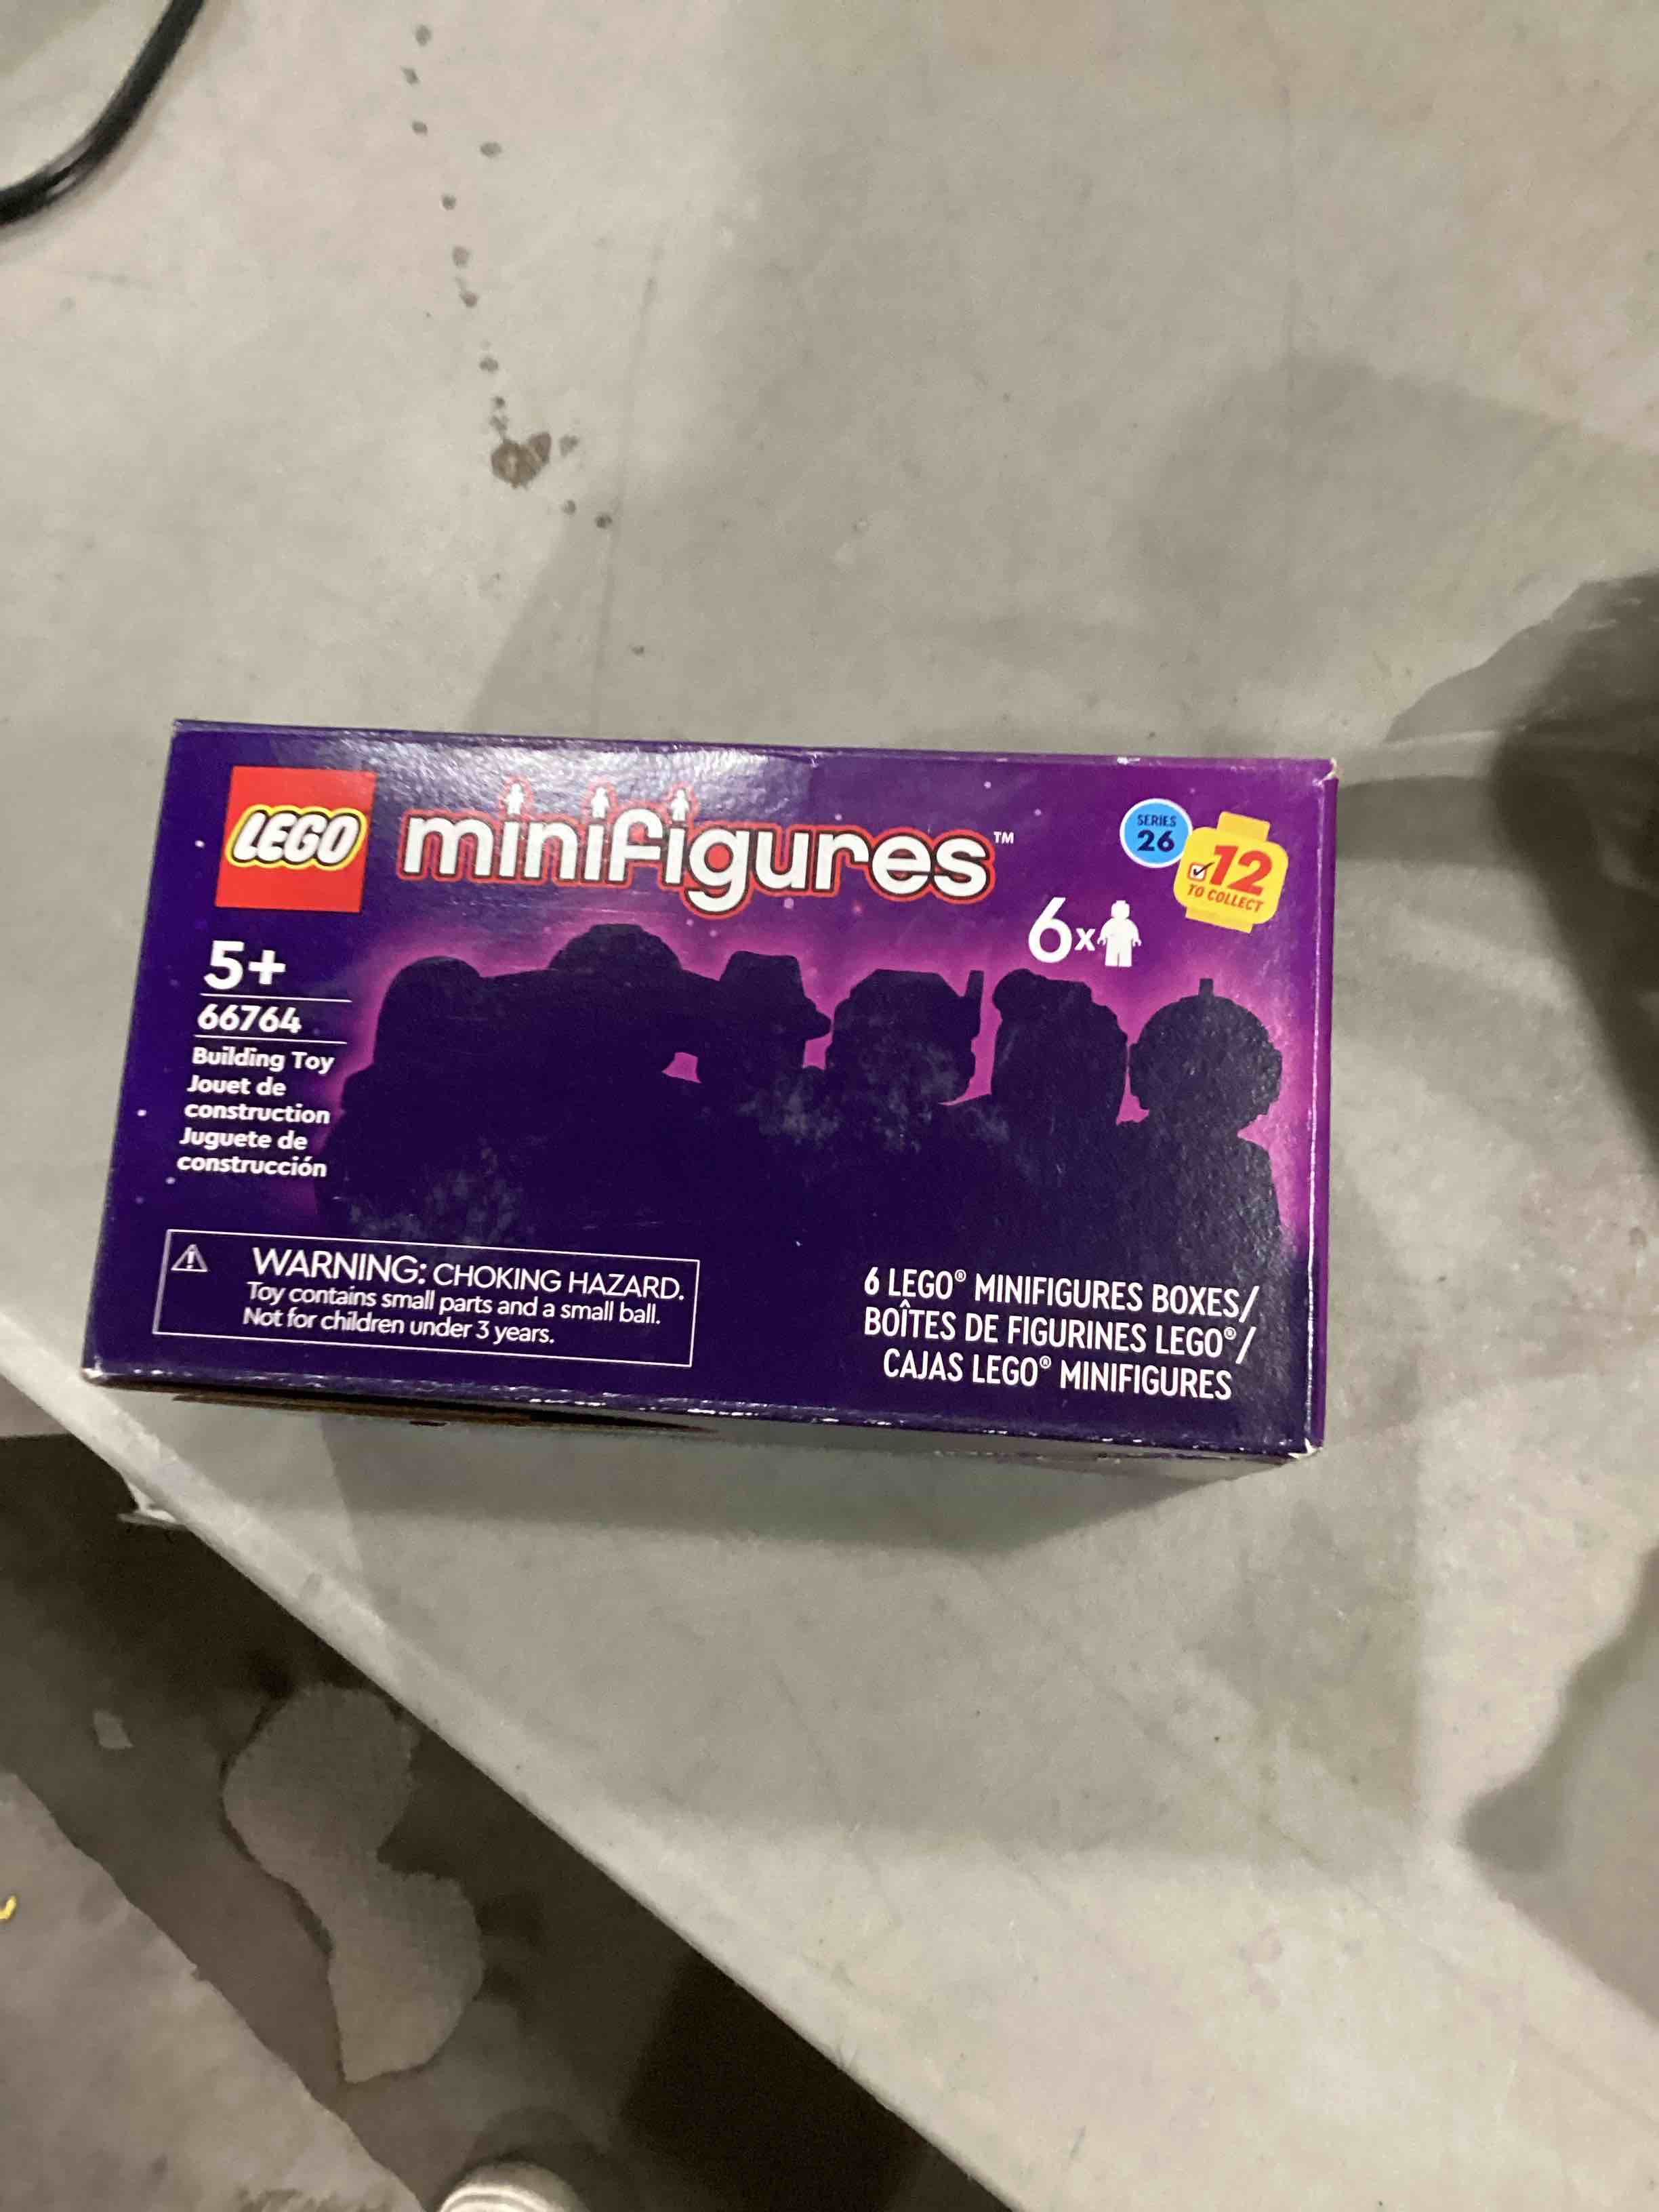 LEGO
minifigures™
SERIES
26
12
TO COLLECT
6x
5+
66764
Building Toy
Jouet de
construction
Juguete de
construcción
WARNING: CHOKING HAZARD.
Toy contains small parts and a small ball.
Not for children under 3 years.
6 LEGO® MINIFIGURES BOXES/
BOÎTES DE FIGURINES LEGO®/
CAJAS LEGO® MINIFIGURES